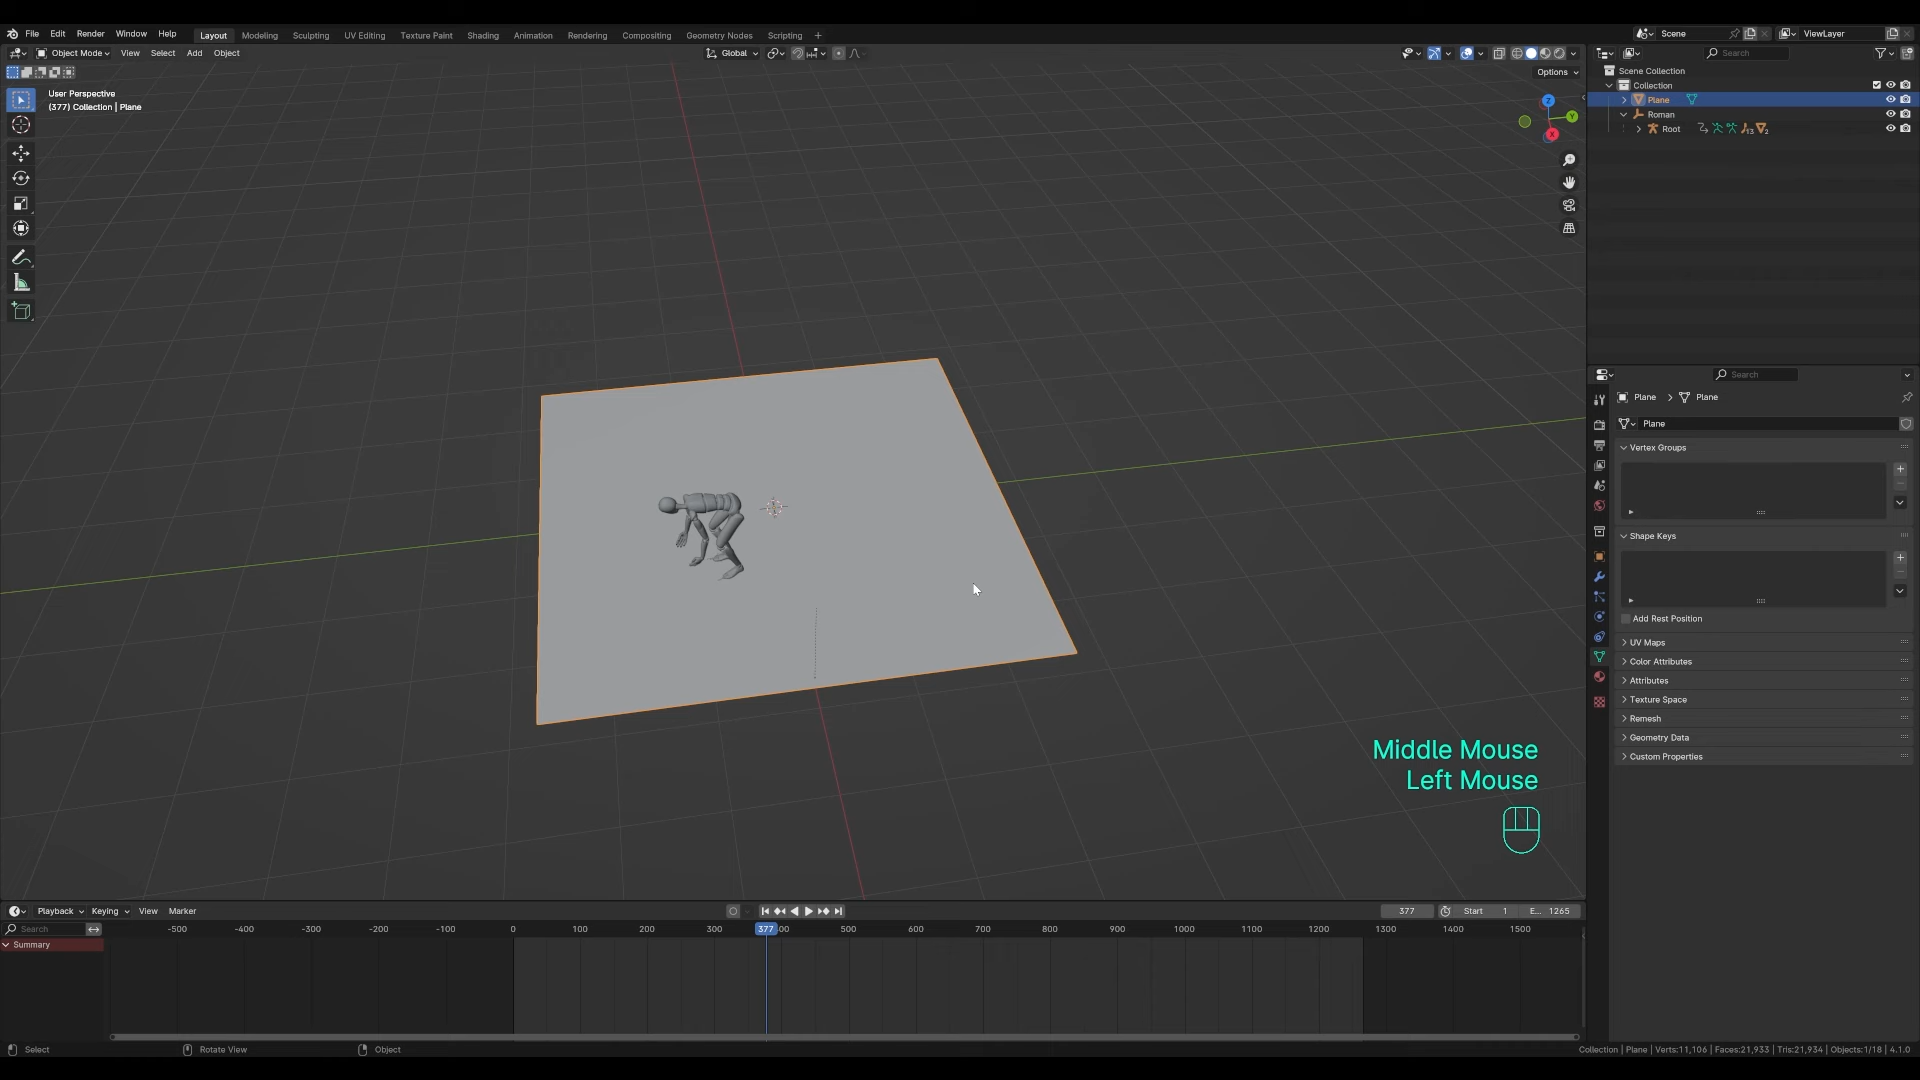 File Edit Render Window Help Layout Modeling Sculpting UV Editing Texture Paint Shading Animation Rendering Compositing Geometry Nodes Scripting + Scene ViewLayer
Object Mode View Select Add Object Global Search
Options
User Perspective
(377) Collection | Plane
Z
Y
X
Scene Collection
Collection
Plane
Roman
Root 13 2
Search
Plane > Plane
Plane
Vertex Groups
Shape Keys
Add Rest Position
UV Maps
Color Attributes
Attributes
Texture Space
Remesh
Geometry Data
Custom Properties
Middle Mouse
Left Mouse
Playback Keying View Marker 377 Start 1 E... 1265
Search -500 -400 -300 -200 -100 0 100 200 300 377 00 500 600 700 800 900 1000 1100 1200 1300 1400 1500
Summary
Select Rotate View Object Collection | Plane | Verts:11,106 | Faces:21,933 | Tris:21,934 | Objects:1/18 | 4.1.0